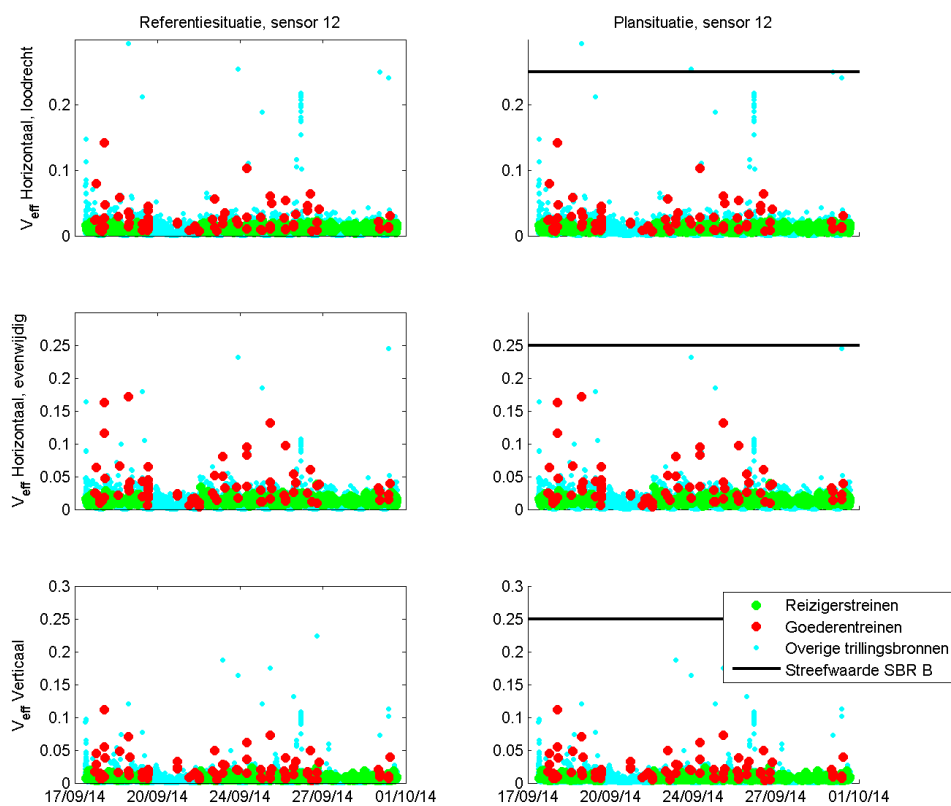 Referentiesituatie, sensor 12
Plansituatie, sensor 12
Veff Horizontaal, loodrecht
0.2
0.1
0
0.2
0.1
0
Veff Horizontaal, evenwijdig
0.25
0.2
0.15
0.1
0.05
0
0.25
0.2
0.15
0.1
0.05
0
Veff Verticaal
0.3
0.25
0.2
0.15
0.1
0.05
0
17/09/14 20/09/14 24/09/14 27/09/14 01/10/14
0.3
0.25
0.2
0.15
0.1
0.05
0
17/09/14 20/09/14 24/09/14 27/09/14 01/10/14
Reizigerstreinen
Goederentreinen
Overige trillingsbronnen
Streefwaarde SBR B